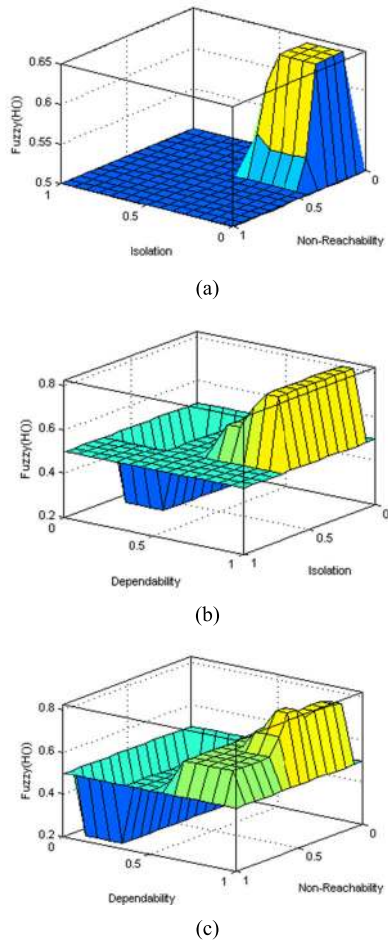 0.65
0.6
0.55
0.5
Fuzzy(H())
1
0.5
0
Isolation
1
0.5
0
Non-Reachability
(a)
0.8
0.6
0.4
0.2
Fuzzy(H())
0
0.5
1
Dependability
1
0.5
0
Isolation
(b)
0.8
0.6
0.4
0.2
Fuzzy(H())
0
0.5
1
Dependability
1
0.5
0
Non-Reachability
(c)